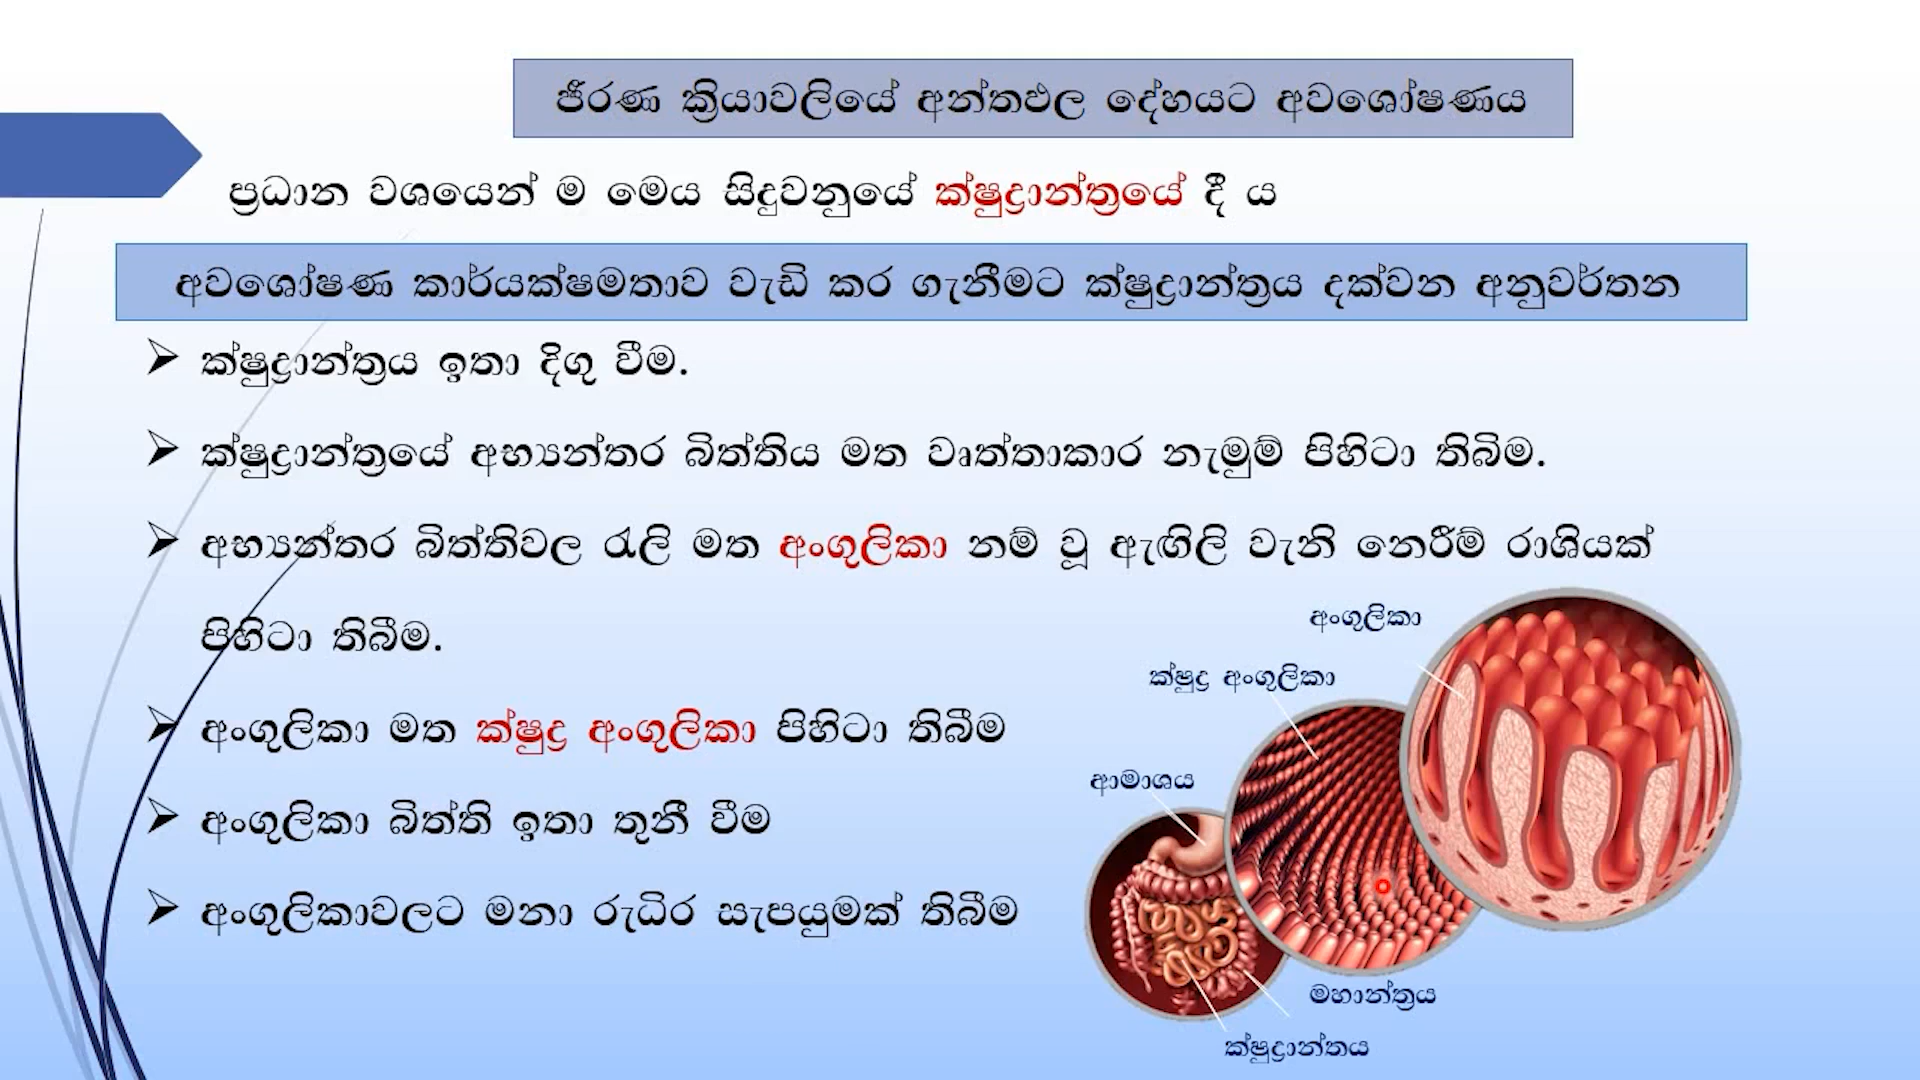 ජීරණ ක්‍රියාවලියේ අන්තඵල දේහයට අවශෝෂණය
ප්‍රධාන වශයෙන් ම මෙය සිදුවනුයේ ක්ෂුද්‍රාන්ත්‍රයේ දී ය
අවශෝෂණ කාර්යක්ෂමතාව වැඩි කර ගැනීමට ක්ෂුද්‍රාන්ත්‍රය දක්වන අනුවර්තන
➢ ක්ෂුද්‍රාන්ත්‍රය ඉතා දිගු වීම.
➢ ක්ෂුද්‍රාන්ත්‍රයේ අභ්‍යන්තර බිත්තිය මත වෘත්තාකාර නැමුම් පිහිටා තිබිම.
➢ අභ්‍යන්තර බිත්තිවල රැලි මත අංගුලිකා නම් වූ ඇඟිලි වැනි නෙරීම් රාශියක්
පිහිටා තිබීම.
➢ අංගුලිකා මත ක්ෂුද්‍ර අංගුලිකා පිහිටා තිබීම
➢ අංගුලිකා බිත්ති ඉතා තුනී වීම
➢ අංගුලිකාවලට මනා රුධිර සැපයුමක් තිබීම
අංගුලිකා
ක්ෂුද්‍ර අංගුලිකා
ආමාශය
මහාන්ත්‍රය
ක්ෂුද්‍රාන්තය